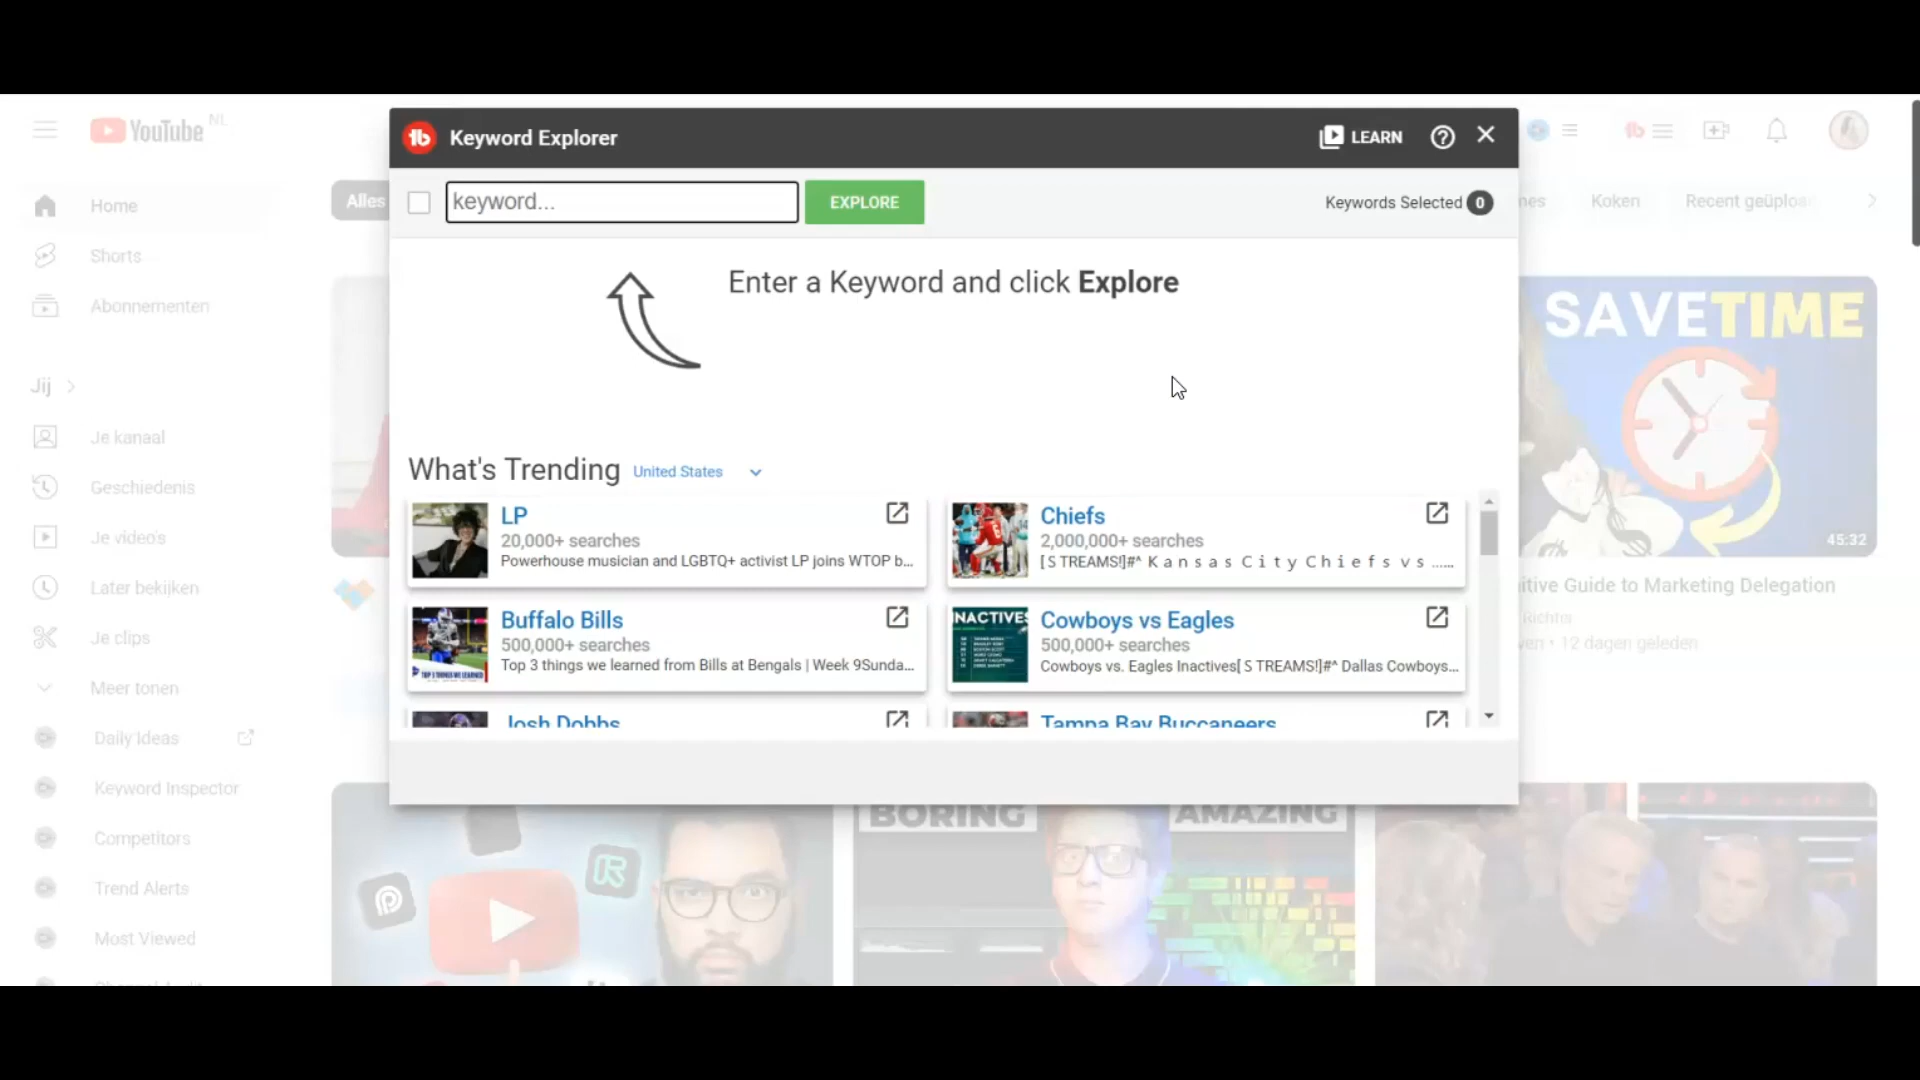 YouTube NL
Home
Shorts
Abonnementen
Jij
Je kanaal
Geschiedenis
Je video's
Later bekijken
Je clips
Meer tonen
Daily Ideas
Keyword Inspector
Competitors
Trend Alerts
Most Viewed
Alles
Koken
tb Keyword Explorer
LEARN
keyword...
EXPLORE
Keywords Selected 0
Enter a Keyword and click Explore
What's Trending United States
LP
20,000+ searches
Powerhouse musician and LGBTQ+ activist LP joins WTOP b...
Chiefs
2,000,000+ searches
[ S TREAMS!]#^ K a n s a s C i t y C h i e f s v s ......
Buffalo Bills
500,000+ searches
Top 3 things we learned from Bills at Bengals | Week 9Sunda...
INACTIVES
Cowboys vs Eagles
500,000+ searches
Cowboys vs. Eagles Inactives[ S TREAMS!]#^ Dallas Cowboys...
Josh Dobbs
Tampa Bay Buccaneers
SAVETIME
45:32
Guide to Marketing Delegation
Richter
12 dagen geleden
BORING
AMAZING